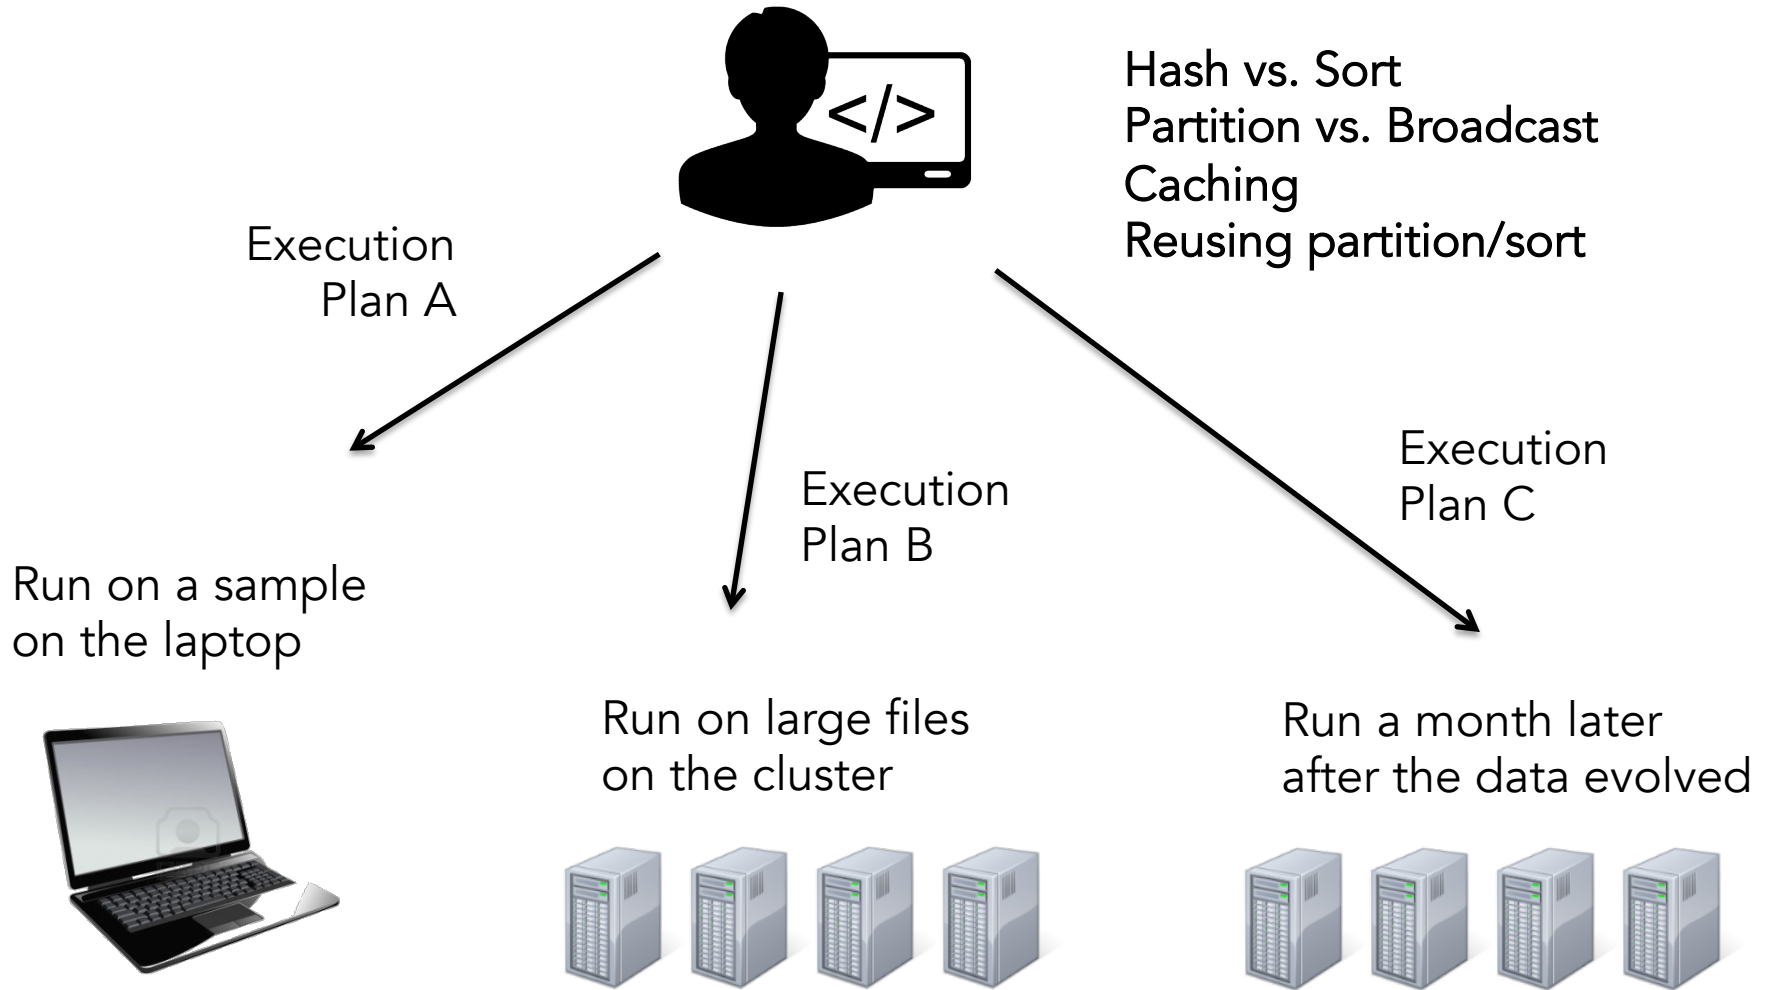 </>
Hash vs. Sort
Partition vs. Broadcast
Caching
Reusing partition/sort
Execution
Plan A
Execution
Plan B
Execution
Plan C
Run on a sample
on the laptop
Run on large files
on the cluster
Run a month later
after the data evolved